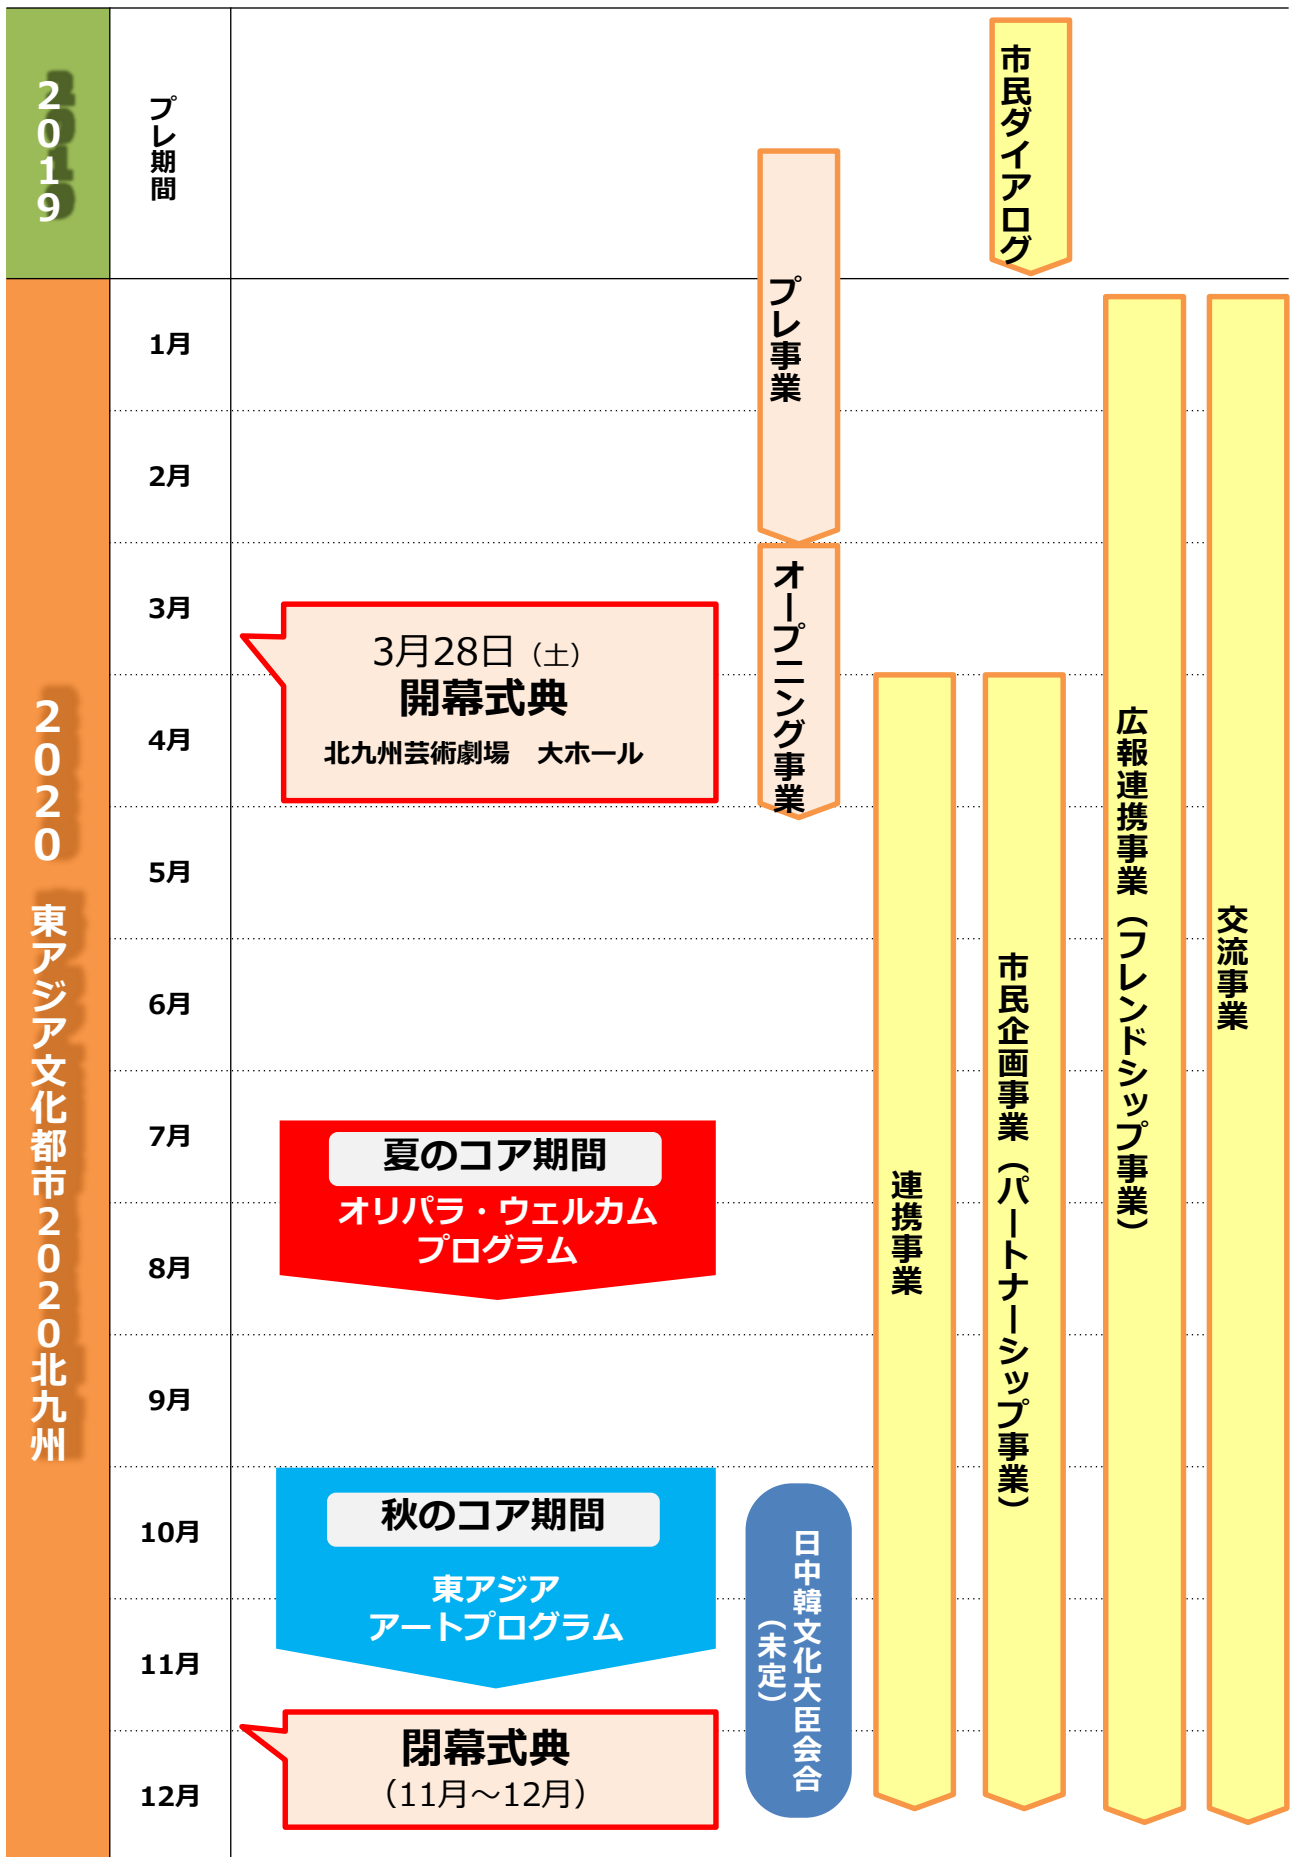 2019
プレ期間
市民ダイアログ
プレ事業
2020 東アジア文化都市2020北九州
1月
2月
3月
4月
5月
6月
7月
8月
9月
10月
11月
12月
3月28日（土）
開幕式典
北九州芸術劇場　大ホール
オープニング事業
夏のコア期間
オリパラ・ウェルカム
プログラム
秋のコア期間
東アジア
アートプログラム
閉幕式典
（11月～12月）
日中韓文化大臣会合
（未定）
連携事業
市民企画事業（パートナーシップ事業）
広報連携事業（フレンドシップ事業）
交流事業